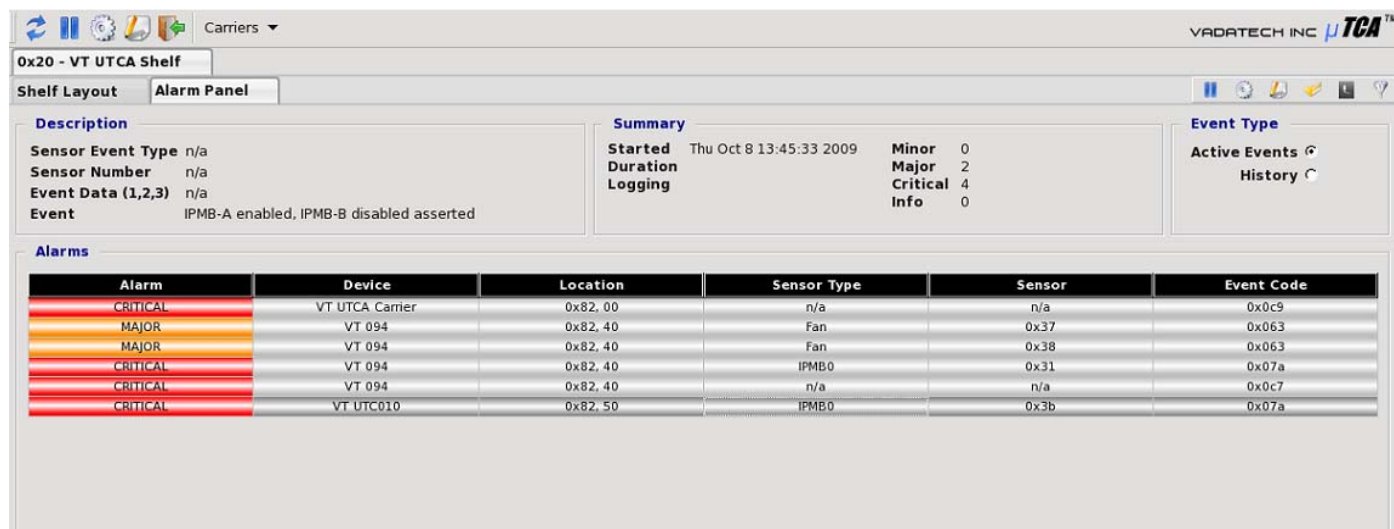 Carriers
VADATECH INC µTCA™
0x20 - VT UTCA Shelf
Shelf Layout Alarm Panel
Description
Sensor Event Type n/a
Sensor Number n/a
Event Data (1,2,3) n/a
Event IPMB-A enabled, IPMB-B disabled asserted
Summary
Started Thu Oct 8 13:45:33 2009 Minor 0
Duration Major 2
Logging Critical 4
Info 0
Event Type
Active Events
History
Alarms
Alarm Device Location Sensor Type Sensor Event Code
CRITICAL VT UTCA Carrier 0x82, 00 n/a n/a 0x0c9
MAJOR VT 094 0x82, 40 Fan 0x37 0x063
MAJOR VT 094 0x82, 40 Fan 0x38 0x063
CRITICAL VT 094 0x82, 40 IPMB0 0x31 0x07a
CRITICAL VT 094 0x82, 40 n/a n/a 0x0c7
CRITICAL VT UTC010 0x82, 50 IPMB0 0x3b 0x07a